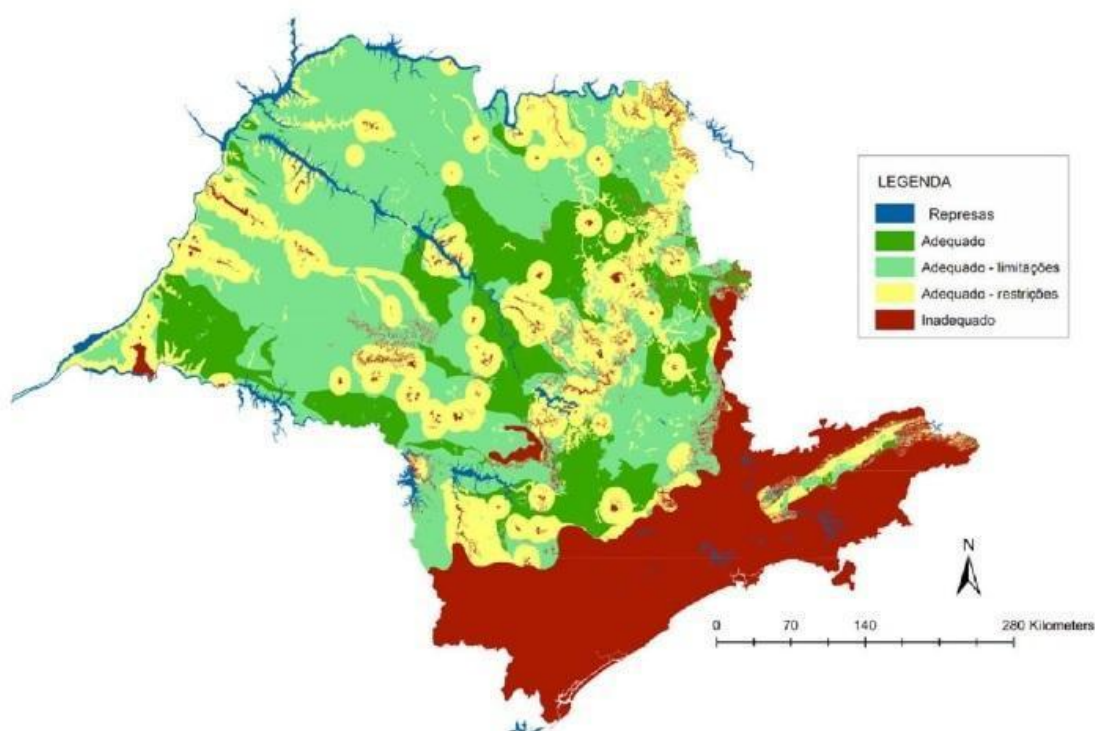 LEGENDA
Represas
Adequado
Adequado - limitações
Adequado - restrições
Inadequado
N
0 70 140 280 Kilometers